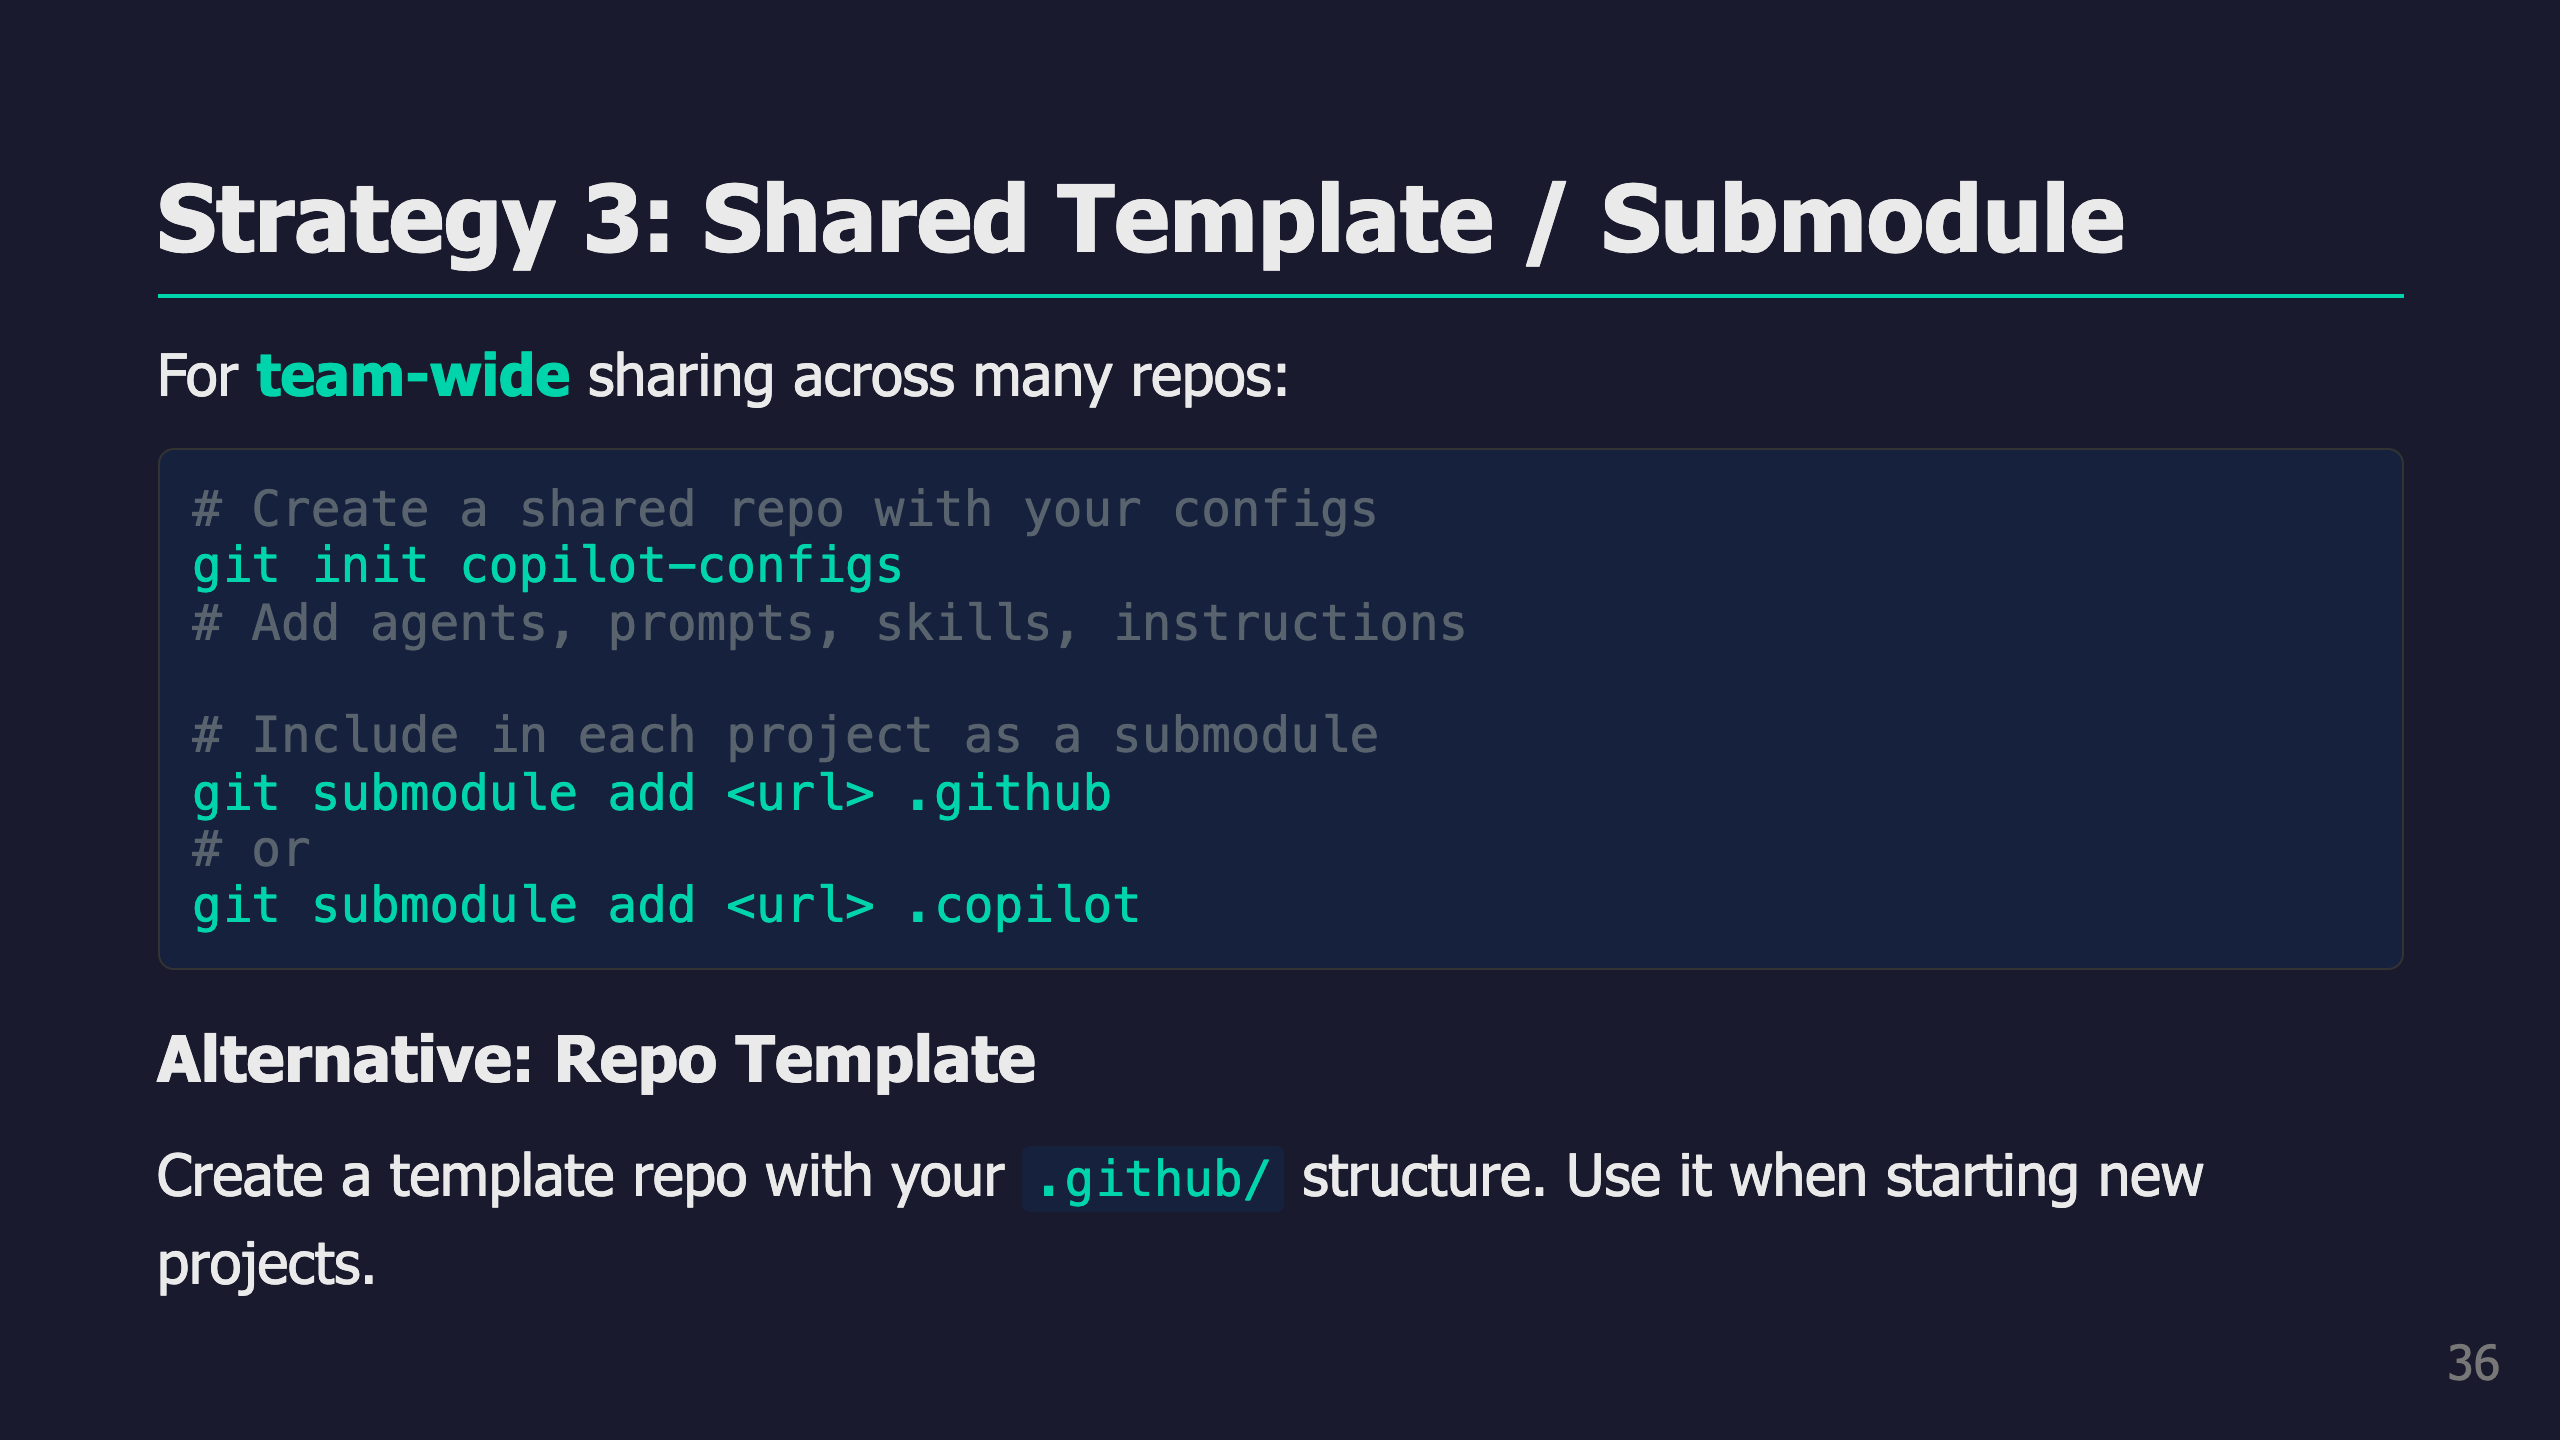 Strategy 3: Shared Template / Submodule
For team-wide sharing across many repos:
# Create a shared repo with your configs
git init copilot-configs
# Add agents, prompts, skills, instructions
# Include in each project as a submodule
git submodule add <url> .github
# or
git submodule add <url> .copilot
Alternative: Repo Template
Create a template repo with your .github/ structure. Use it when starting new
projects.
36